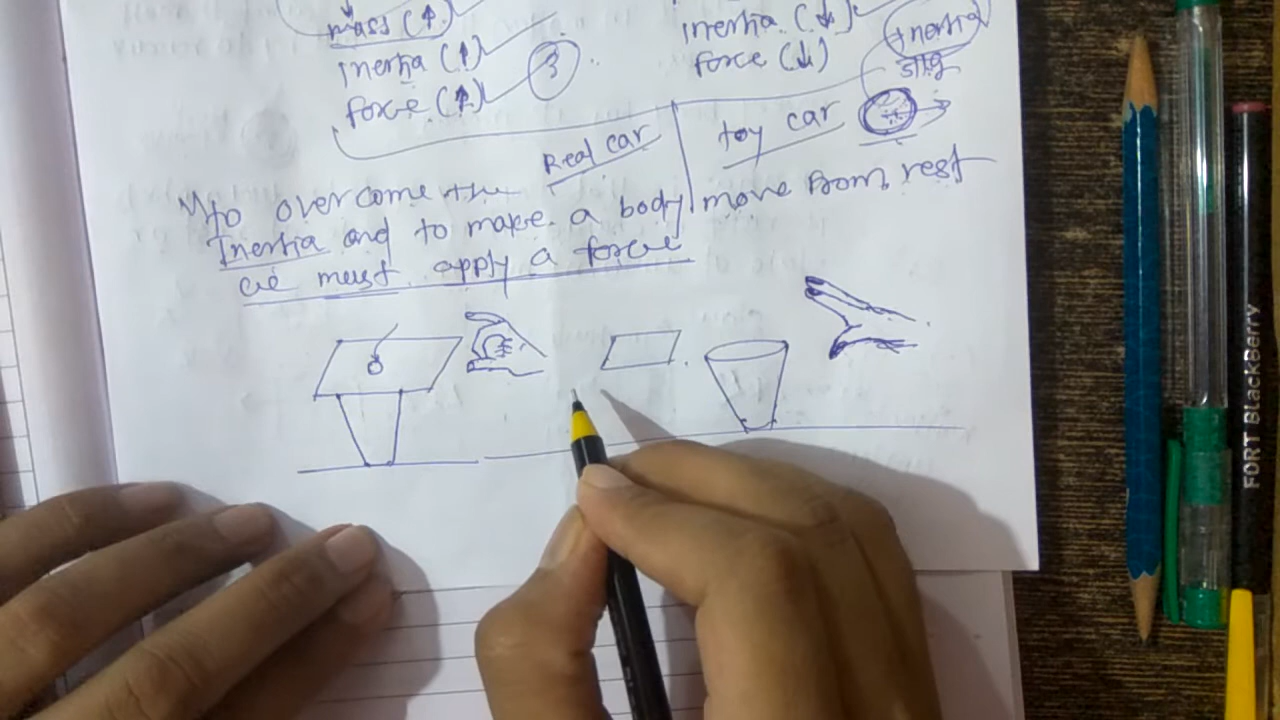 mass (↑)
inertia (↑)
force (↑)
3
inertia (↓)
force (↓)
Inertia
जाड़
Real car
toy car
to overcome the
Inertia and to make a body move from rest
we must apply a force
FORT BlackBerry